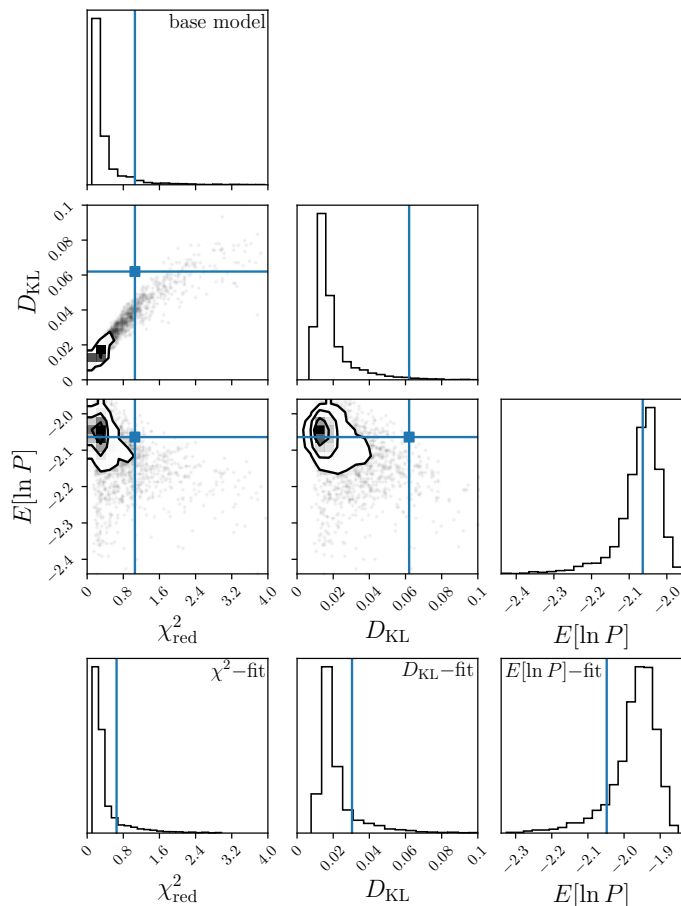 base model
0.1
0.08
0.06
0.04
0.02
0
D_KL
−2.0
−2.1
−2.2
−2.3
−2.4
E[ln P]
0 0.8 1.6 2.4 3.2 4.0
χ²_red
0 0.02 0.04 0.06 0.08 0.1
D_KL
−2.4 −2.3 −2.2 −2.1 −2.0
E[ln P]
χ²−fit
D_KL−fit
E[ln P]−fit
0 0.8 1.6 2.4 3.2 4.0
χ²_red
0 0.02 0.04 0.06 0.08 0.1
D_KL
−2.3 −2.2 −2.1 −2.0 −1.9
E[ln P]